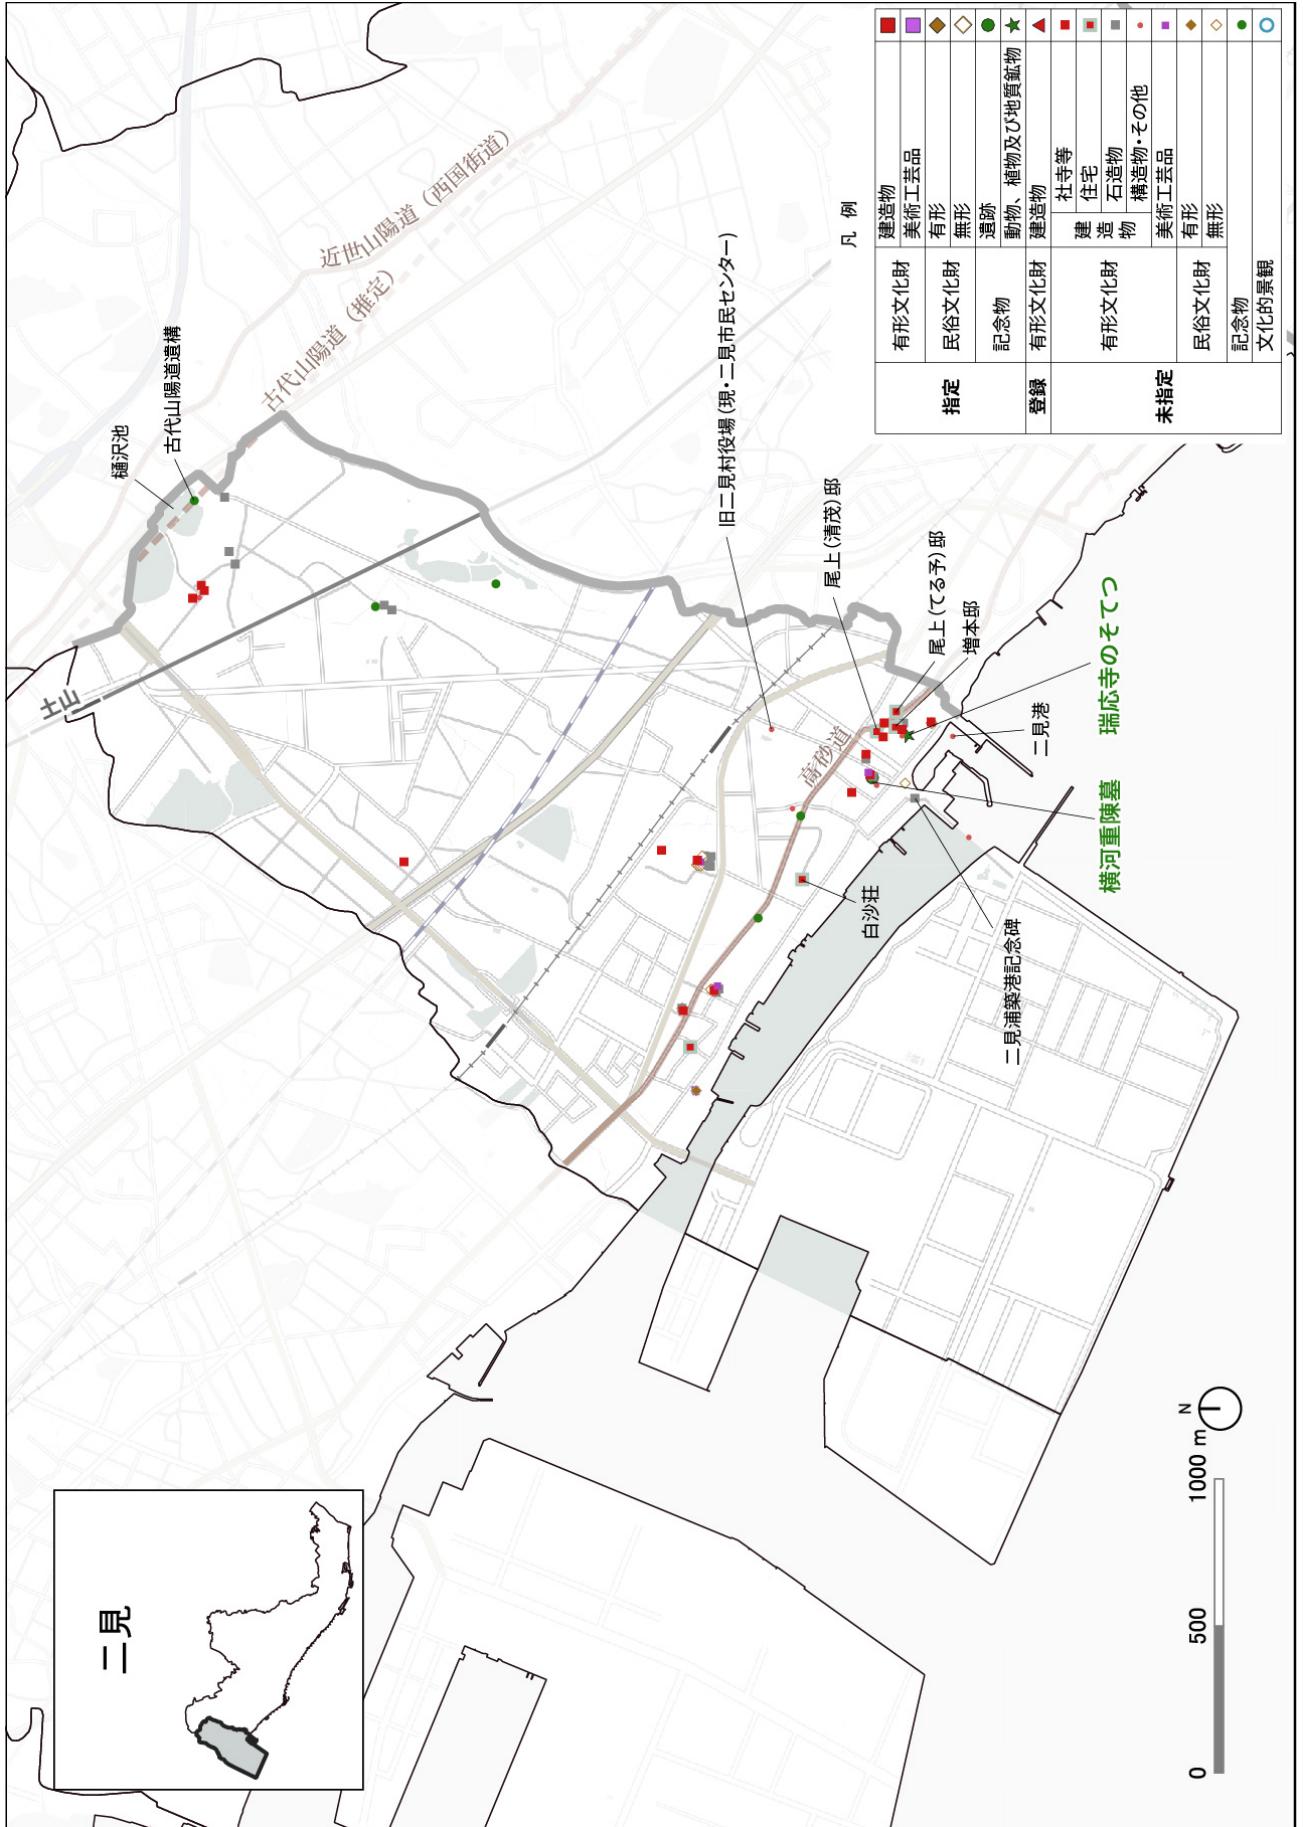 二見
土山
樋沢池
古代山陽道遺構
古代山陽道（推定）
近世山陽道（西国街道）
旧二見村役場（現・二見市民センター）
尾上（清茂）邸
尾上（てる予）邸
増本邸
高砂道
瑞応寺のそてつ
二見港
横河重陳墓
白沙荘
二見浦築港記念碑
凡 例
指定
有形文化財
建造物
美術工芸品
民俗文化財
有形
無形
記念物
遺跡
動物、植物及び地質鉱物
登録
有形文化財
建造物
未指定
有形文化財
建造物
社寺等
住宅
石造物
構造物・その他
美術工芸品
民俗文化財
有形
無形
記念物
文化的景観
0 500 1000 m
N